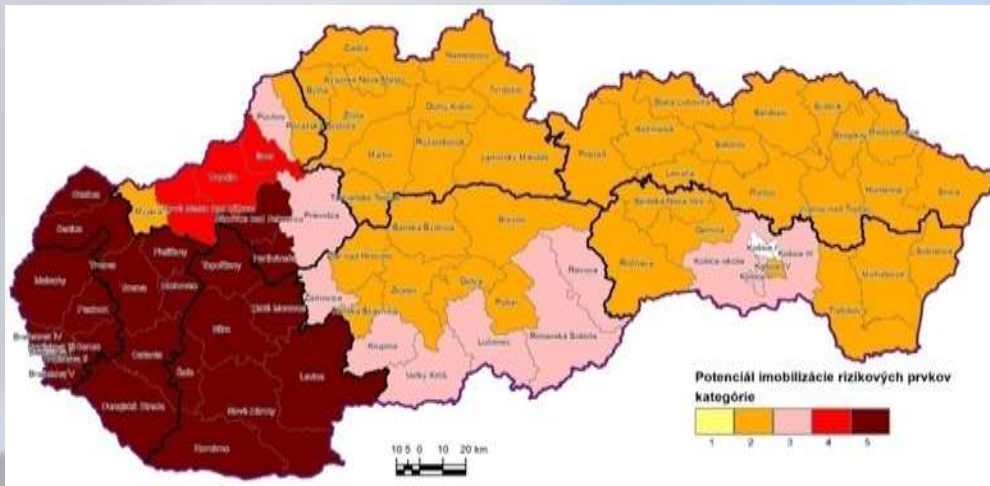 Čadca
Námestovo
Kysucké Nové Mesto
Bytča
Tvrdošín
Žilina
Dolný Kubín
Púchov
Považská Bystrica
Ilava
Martin
Ružomberok
Liptovský Mikuláš
Trenčín
Myjava
Nové Mesto nad Váhom
Bánovce nad Bebravou
Prievidza
Turčianske Teplice
Stará Ľubovňa
Bardejov
Svidník
Kežmarok
Stropkov
Medzilaborce
Poprad
Sabinov
Levoča
Prešov
Humenné
Snina
Vranov nad Topľou
Skalica
Senica
Malacky
Trnava
Piešťany
Topoľčany
Partizánske
Hlohovec
Pezinok
Zlaté Moravce
Nitra
Bratislava IV
Bratislava II
Bratislava V
Galanta
Šaľa
Levice
Dunajská Streda
Nové Zámky
Komárno
Banská Bystrica
Brezno
Žiar nad Hronom
Žarnovica
Zvolen
Detva
Banská Štiavnica
Poltár
Revúca
Krupina
Lučenec
Rimavská Sobota
Veľký Krtíš
Spišská Nová Ves
Gelnica
Rožňava
Košice I
Košice III
Košice okolie
Košice IV
Sobrance
Michalovce
Trebišov
Potenciál imobilizácie rizikových prvkov
kategórie
1 2 3 4 5
10 5 0 10 20 km